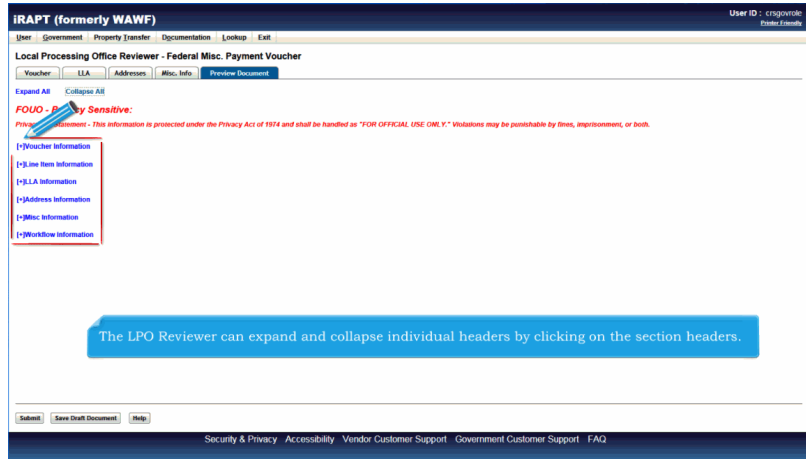 iRAPT (formerly WAWF)
User ID : crsgovrole
Printer Friendly
User Government Property Transfer Documentation Lookup Exit
Local Processing Office Reviewer - Federal Misc. Payment Voucher
Voucher LLA Addresses Misc. Info Preview Document
Expand All Collapse All
FOUO - Sensitive:
This information is protected under the Privacy Act of 1974 and shall be handled as "FOR OFFICIAL USE ONLY." Violations may be punishable by fines, imprisonment, or both.
[+]Voucher Information
[+]Line Item Information
[+]LLA Information
[+]Address Information
[+]Misc Information
[+]Workflow Information
The LPO Reviewer can expand and collapse individual headers by clicking on the section headers.
Submit Save Draft Document Help
Security & Privacy Accessibility Vendor Customer Support Government Customer Support FAQ